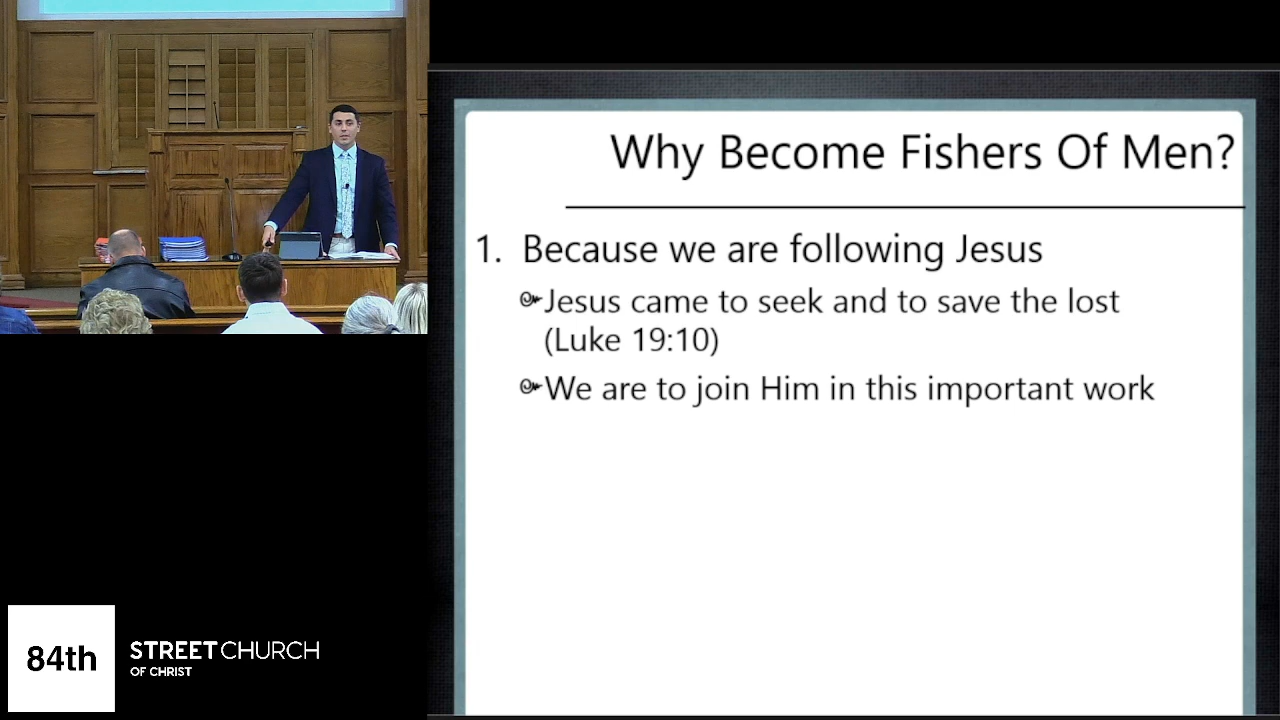 Why Become Fishers Of Men?
1. Because we are following Jesus
Jesus came to seek and to save the lost
(Luke 19:10)
We are to join Him in this important work
84th
STREET CHURCH
OF CHRIST